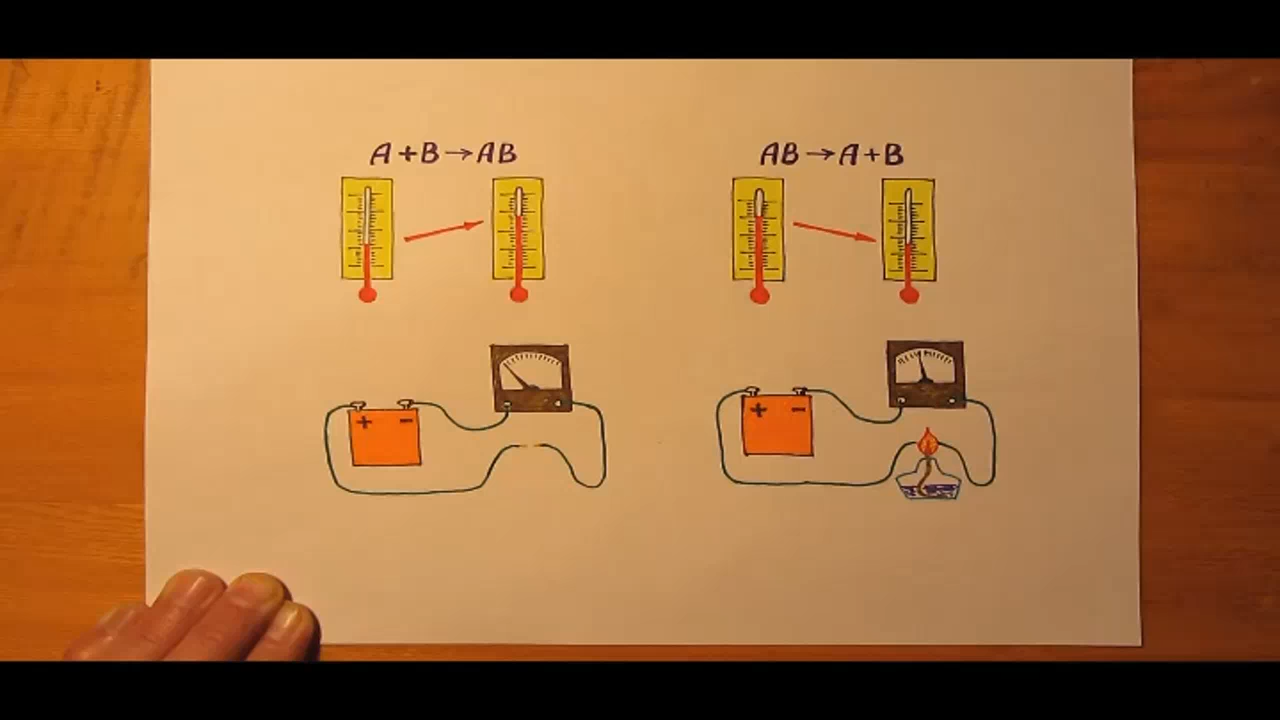 A + B → AB
AB → A + B
+ −
+ −